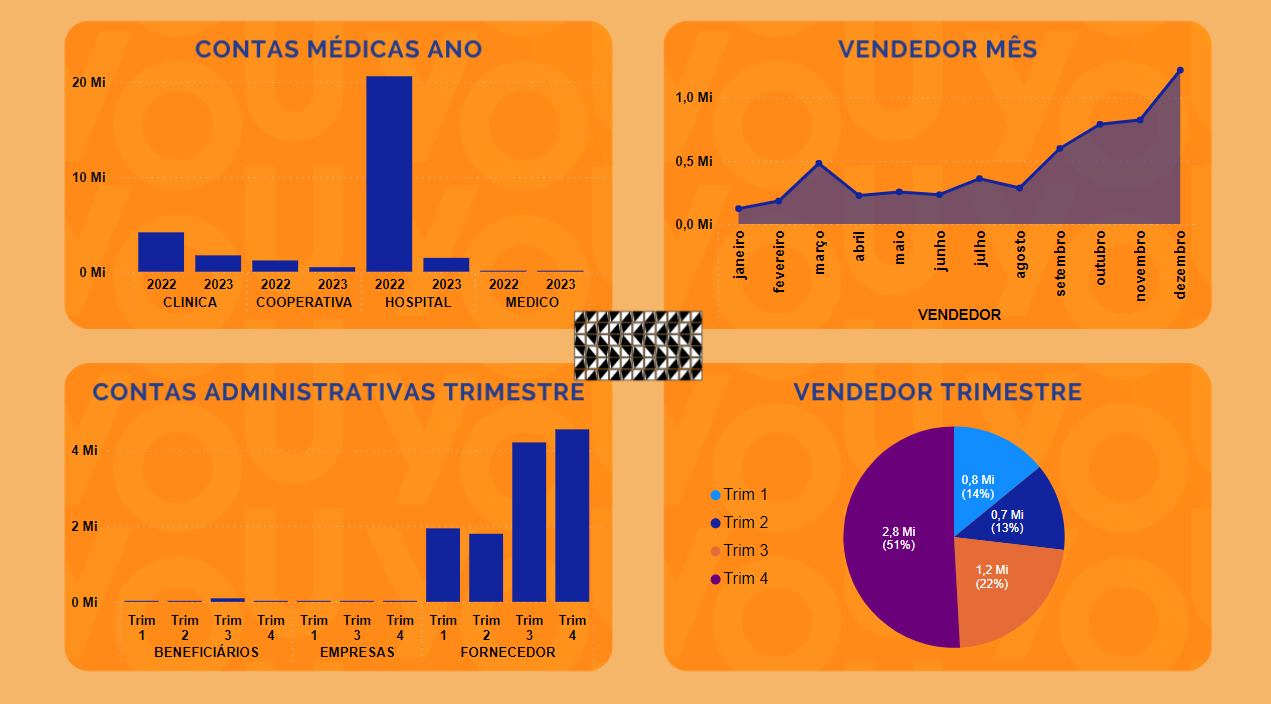 CONTAS MÉDICAS ANO
20 Mi
10 Mi
0 Mi
2022 2023 2022 2023 2022 2023 2022 2023
CLINICA COOPERATIVA HOSPITAL MEDICO
VENDEDOR MÊS
1,0 Mi
0,5 Mi
0,0 Mi
janeiro
fevereiro
março
abril
maio
junho
julho
agosto
setembro
outubro
novembro
dezembro
VENDEDOR
CONTAS ADMINISTRATIVAS TRIMESTRE
4 Mi
2 Mi
0 Mi
Trim Trim Trim Trim Trim Trim Trim Trim Trim Trim Trim
1 2 3 4 1 3 4 1 2 3 4
BENEFICIÁRIOS EMPRESAS FORNECEDOR
VENDEDOR TRIMESTRE
Trim 1
Trim 2
Trim 3
Trim 4
0,8 Mi
(14%)
0,7 Mi
(13%)
1,2 Mi
(22%)
2,8 Mi
(51%)